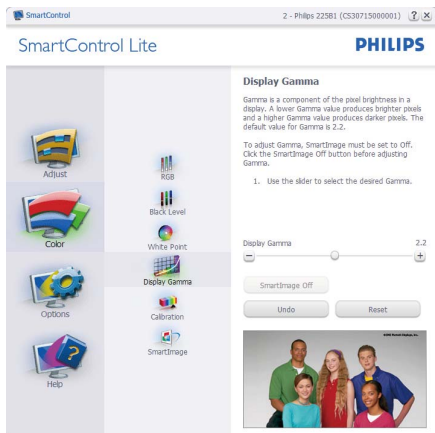 SmartControl
2 - Philips 225B1 (CS30715000001)
?
SmartControl Lite
PHILIPS
Adjust
Color
Options
Help
RGB
Black Level
White Point
Display Gamma
Calibration
SmartImage
Display Gamma
Gamma is a component of the pixel brightness in a
display. A lower Gamma value produces brighter pixels
and a higher Gamma value produces darker pixels. The
default value for Gamma is 2.2.
To adjust Gamma, SmartImage must be set to Off.
Click the SmartImage Off button before adjusting
Gamma.
1. Use the slider to select the desired Gamma.
Display Gamma 2.2
SmartImage Off
Undo Reset